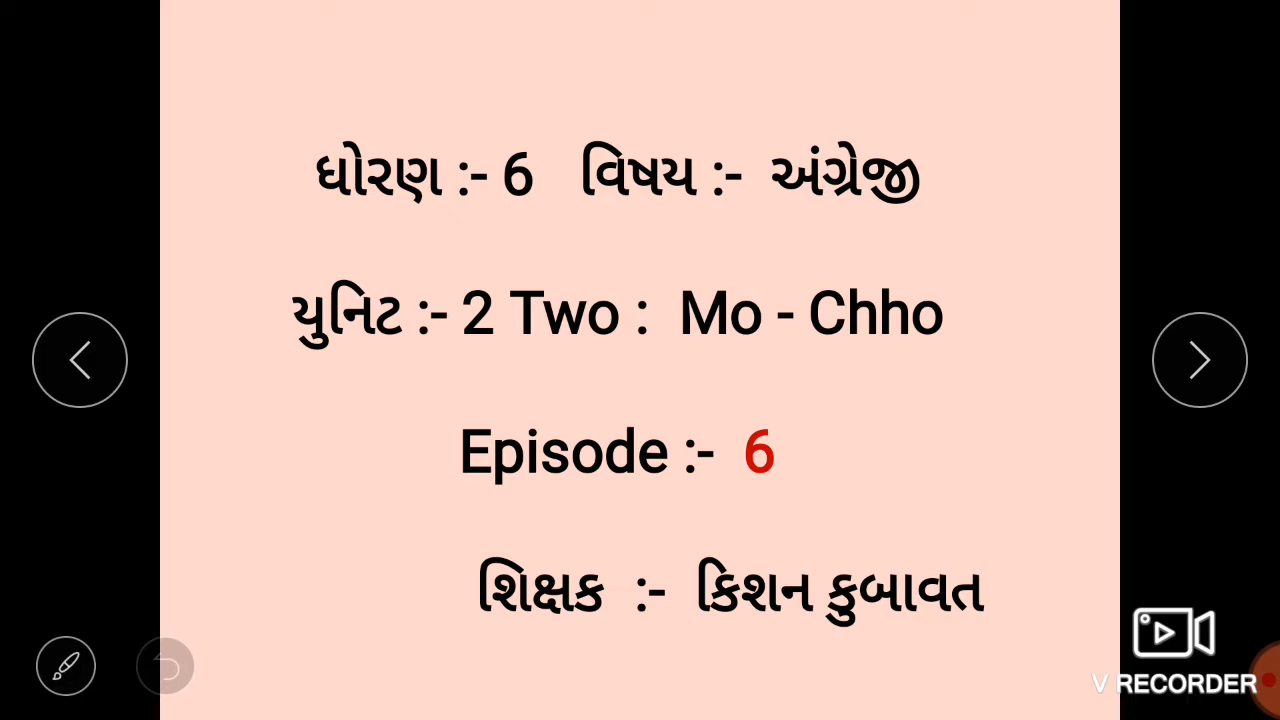 ધોરણ :- 6 વિષય :- અંગ્રેજી
યુનિટ :- 2 Two : Mo - Chho
Episode :- 6
શિક્ષક :- કિશન કુબાવત
V RECORDER